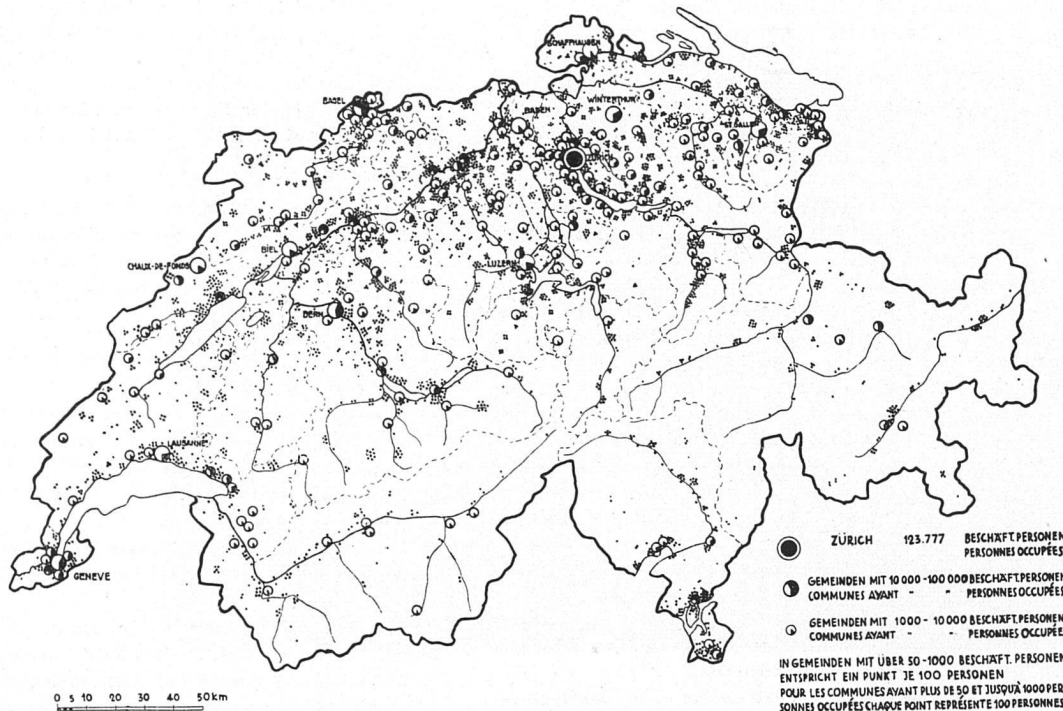 SCHAFFHAUSEN
BASEL
BADEN
WINTERTHUR
ST. GALLEN
ZÜRICH
BIEL
CHAUX-DE-FONDS
LUZERN
BERN
LAUSANNE
GENEVE
ZÜRICH 123.777 BESCHÄFT. PERSONEN
PERSONNES OCCUPÉES
GEMEINDEN MIT 10 000 - 100 000 BESCHÄFT. PERSONEN
COMMUNES AYANT " " PERSONNES OCCUPÉES
GEMEINDEN MIT 1000 - 10 000 BESCHÄFT. PERSONEN
COMMUNES AYANT " " PERSONNES OCCUPÉES
IN GEMEINDEN MIT ÜBER 50 - 1000 BESCHÄFT. PERSONEN
ENTSPRICHT EIN PUNKT JE 100 PERSONEN
POUR LES COMMUNES AYANT PLUS DE 50 ET JUSQU'À 1000 PER-
SONNES OCCUPÉES CHAQUE POINT REPRÉSENTE 100 PERSONNES
0 5 10 20 30 40 50 km